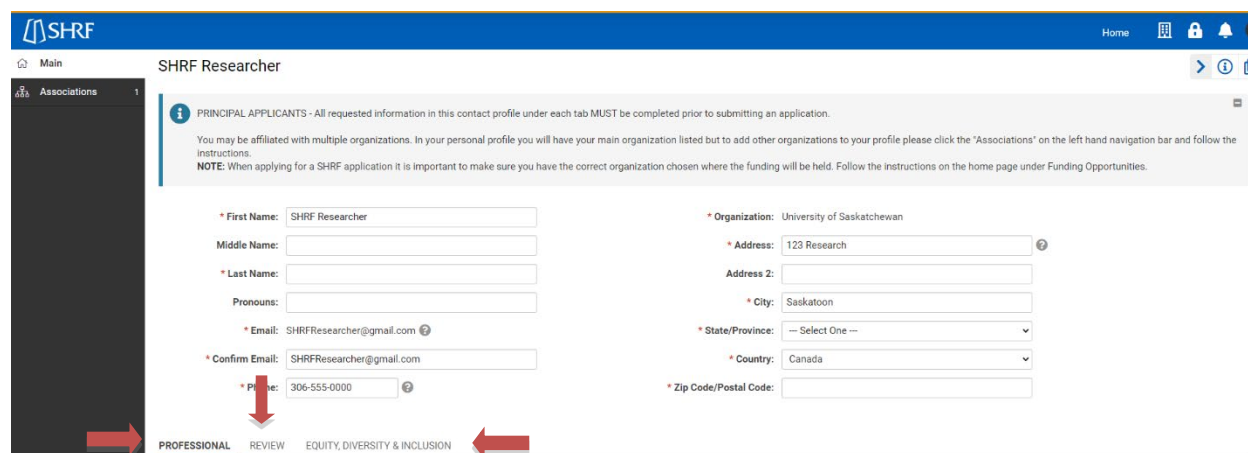 SHRF
Home
Main
Associations 1
SHRF Researcher
PRINCIPAL APPLICANTS - All requested information in this contact profile under each tab MUST be completed prior to submitting an application.
You may be affiliated with multiple organizations. In your personal profile you will have your main organization listed but to add other organizations to your profile please click the "Associations" on the left hand navigation bar and follow the
instructions.
NOTE: When applying for a SHRF application it is important to make sure you have the correct organization chosen where the funding will be held. Follow the instructions on the home page under Funding Opportunities.
* First Name: SHRF Researcher
* Organization: University of Saskatchewan
Middle Name:
* Address: 123 Research
* Last Name:
Address 2:
Pronouns:
* City: Saskatoon
* Email: SHRFResearcher@gmail.com
* State/Province: --- Select One ---
* Confirm Email: SHRFResearcher@gmail.com
* Country: Canada
* Phone: 306-555-0000
* Zip Code/Postal Code:
PROFESSIONAL REVIEW EQUITY, DIVERSITY & INCLUSION